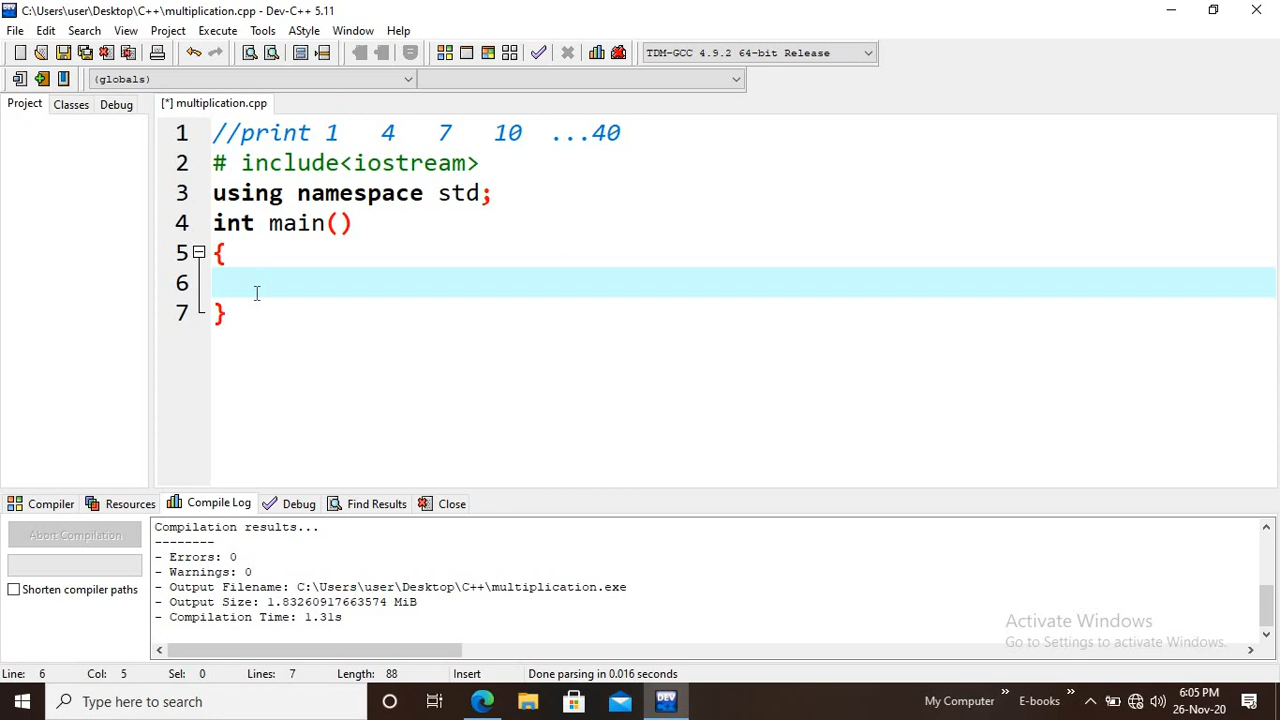 C:\Users\user\Desktop\C++\multiplication.cpp - Dev-C++ 5.11
File Edit Search View Project Execute Tools AStyle Window Help
TDM-GCC 4.9.2 64-bit Release
(globals)
Project Classes Debug [*] multiplication.cpp
1 //print 1 4 7 10 ...40
2 # include<iostream>
3 using namespace std;
4 int main()
5 {
6
7 }
Compiler Resources Compile Log Debug Find Results Close
Abort Compilation
Shorten compiler paths
Compilation results...
--------
- Errors: 0
- Warnings: 0
- Output Filename: C:\Users\user\Desktop\C++\multiplication.exe
- Output Size: 1.83260917663574 MiB
- Compilation Time: 1.31s
Activate Windows
Go to Settings to activate Windows.
Line: 6 Col: 5 Sel: 0 Lines: 7 Length: 88 Insert Done parsing in 0.016 seconds
Type here to search
DEV
My Computer » E-books »
6:05 PM
26-Nov-20